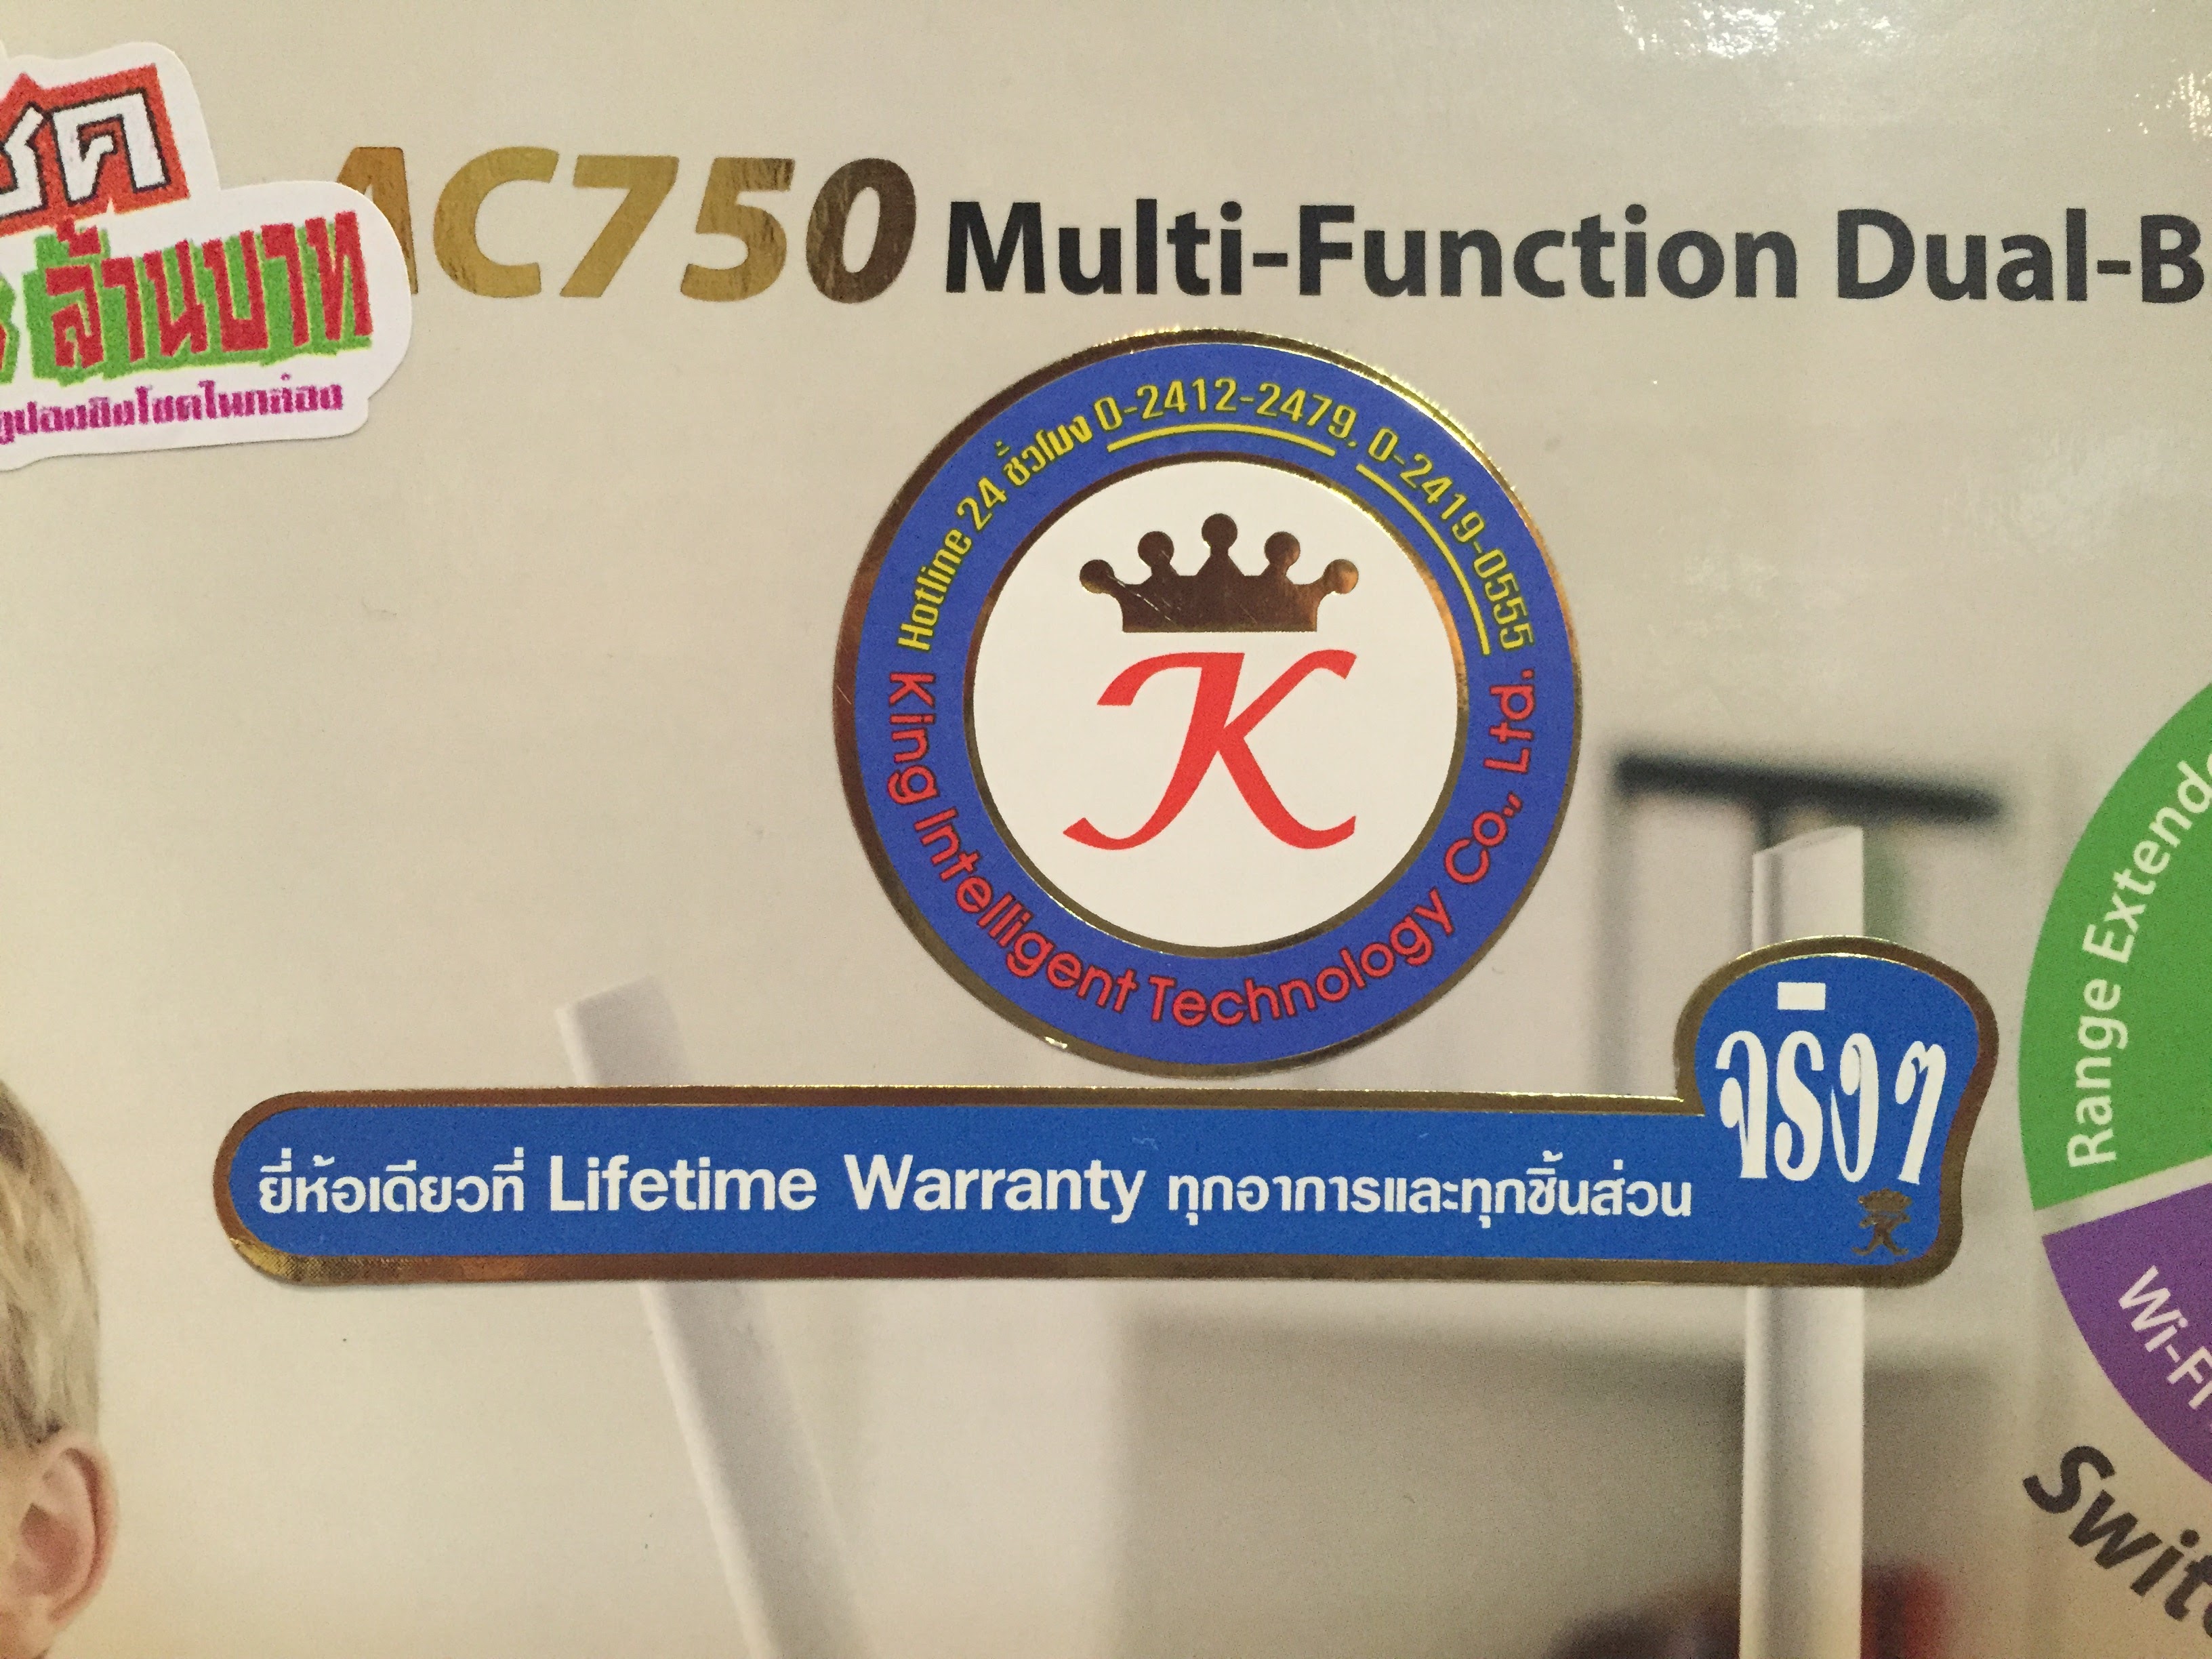 AC750 Multi-Function Dual-B
ล้านบาท
Hotline 24 ชั่วโมง 0-2412-2479, 0-2419-0555
K
King Intelligent Technology Co., Ltd.
จริงๆ
ยี่ห้อเดียวที่ Lifetime Warranty ทุกอาการและทุกชิ้นส่วน
K
Range Extend
Wi-Fi
Swit